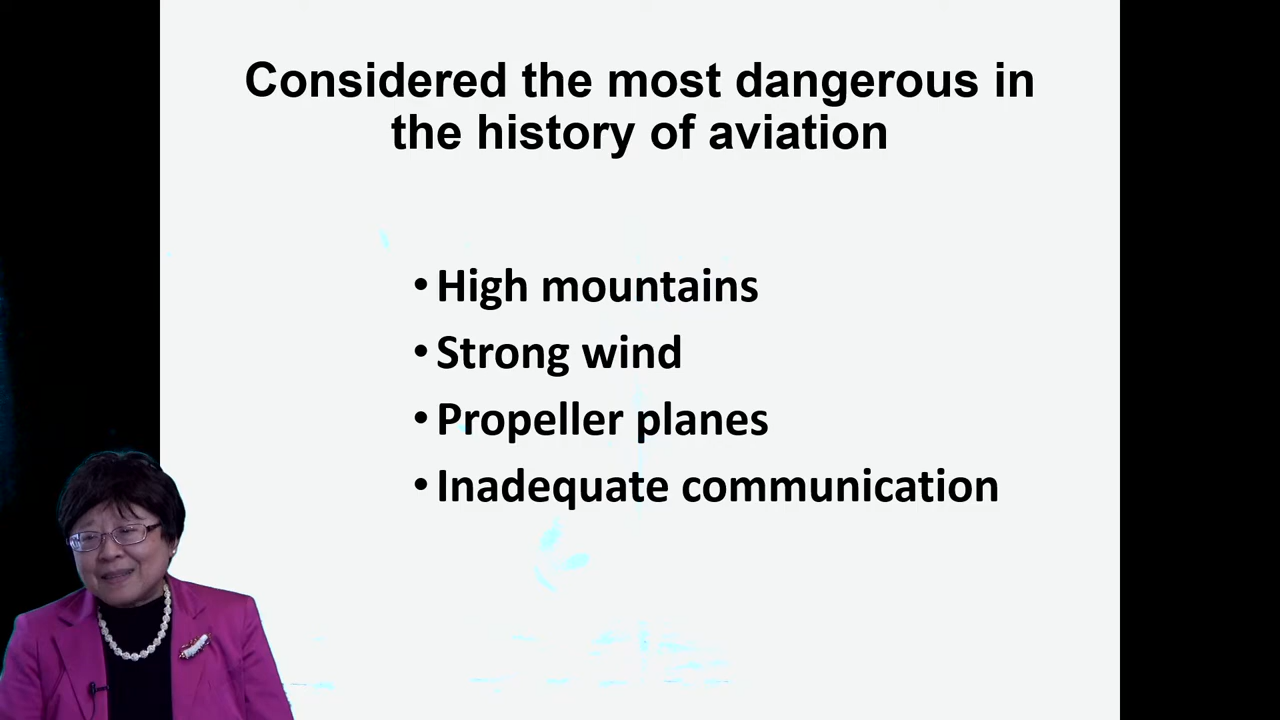 Considered the most dangerous in
the history of aviation
• High mountains
• Strong wind
• Propeller planes
• Inadequate communication